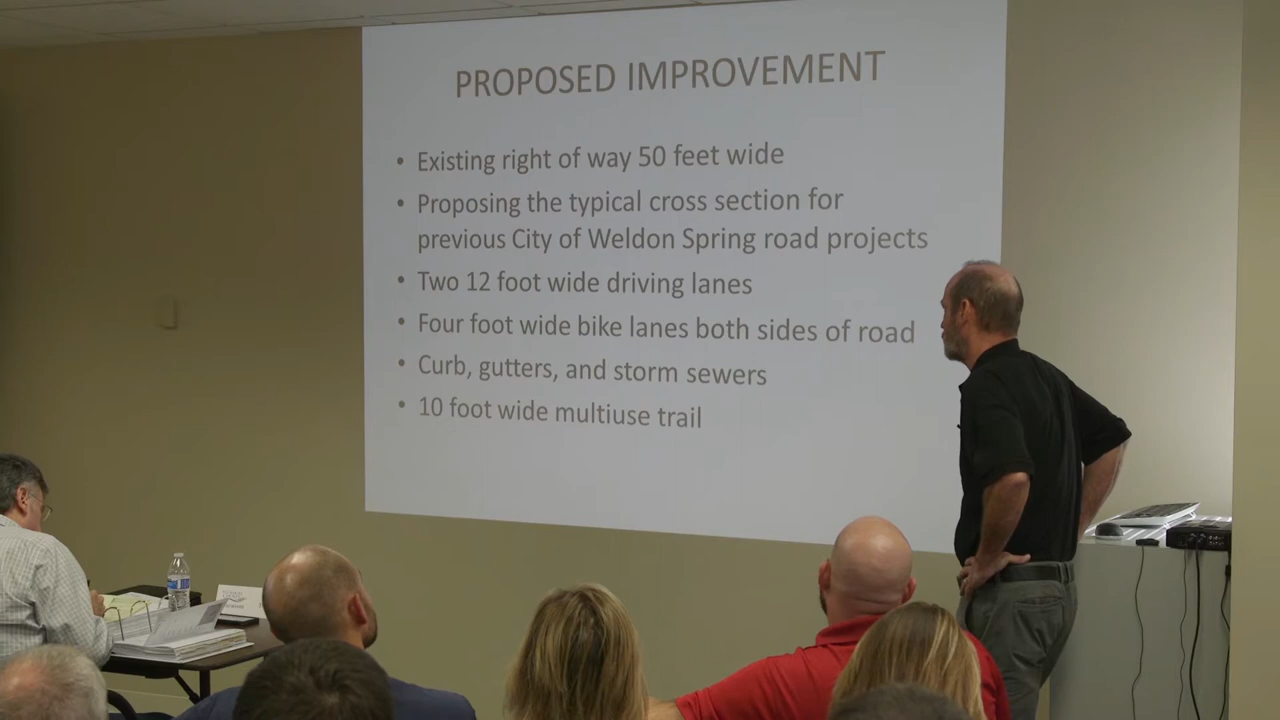 PROPOSED IMPROVEMENT
• Existing right of way 50 feet wide
• Proposing the typical cross section for
previous City of Weldon Spring road projects
• Two 12 foot wide driving lanes
• Four foot wide bike lanes both sides of road
• Curb, gutters, and storm sewers
• 10 foot wide multiuse trail